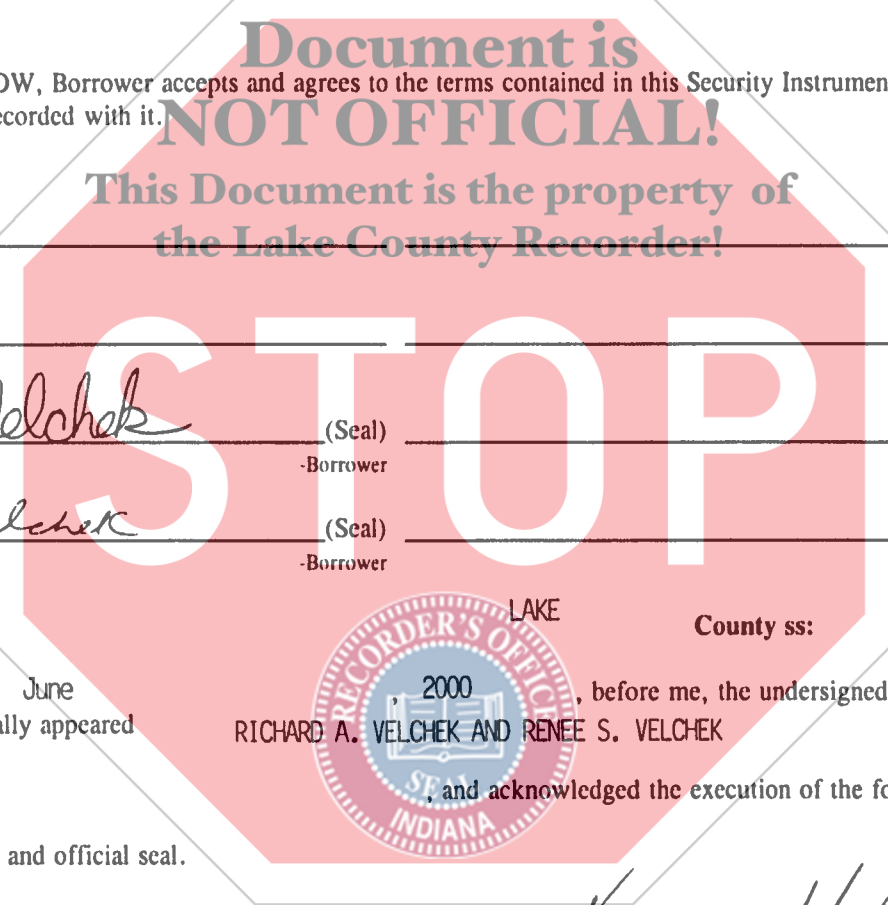 Document is
OW, Borrower accepts and agrees to the terms contained in this Security Instrumen
ecorded with it.
NOT OFFICIAL!
This Document is the property of
the Lake County Recorder!
STOP
elchek (Seal)
-Borrower
lchek (Seal)
-Borrower
LAKE County ss:
RECORDER'S OFFICE
June , 2000 , before me, the undersigned
ally appeared RICHARD A. VELCHEK AND RENEE S. VELCHEK
SEAL
, and acknowledged the execution of the fo
INDIANA
and official seal.